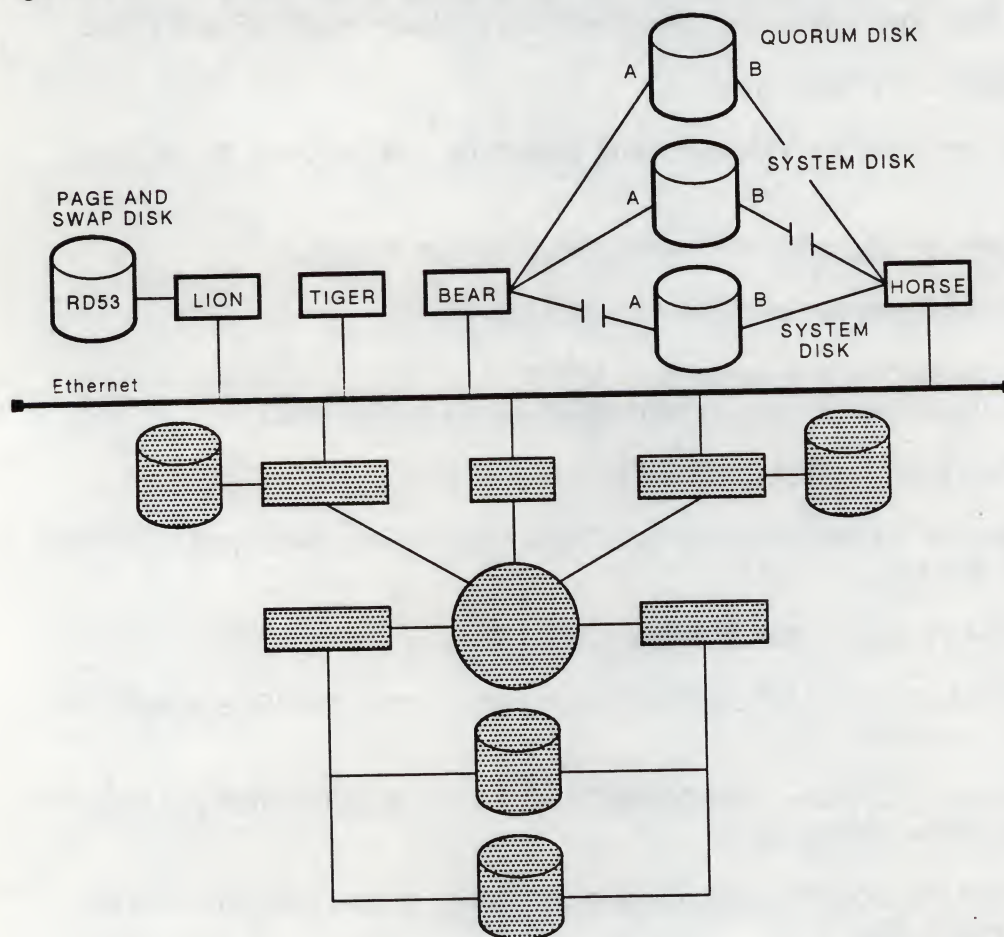 QUORUM DISK
A
B
SYSTEM DISK
A
B
PAGE AND
SWAP DISK
RD53
LION
TIGER
BEAR
A
B
HORSE
SYSTEM
DISK
Ethernet